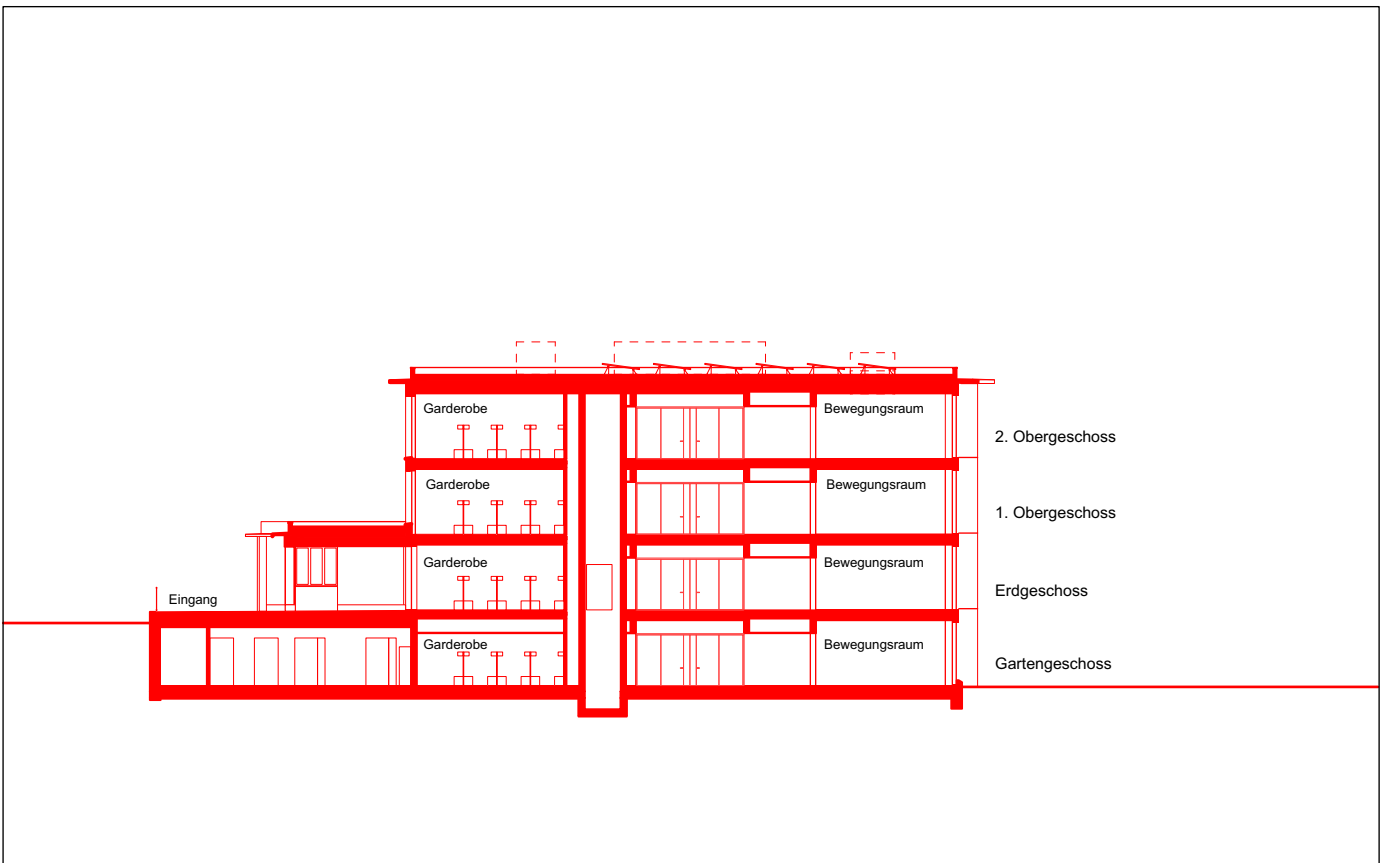 Garderobe
Bewegungsraum
2. Obergeschoss
Garderobe
Bewegungsraum
1. Obergeschoss
Garderobe
Bewegungsraum
Erdgeschoss
Eingang
Garderobe
Bewegungsraum
Gartengeschoss